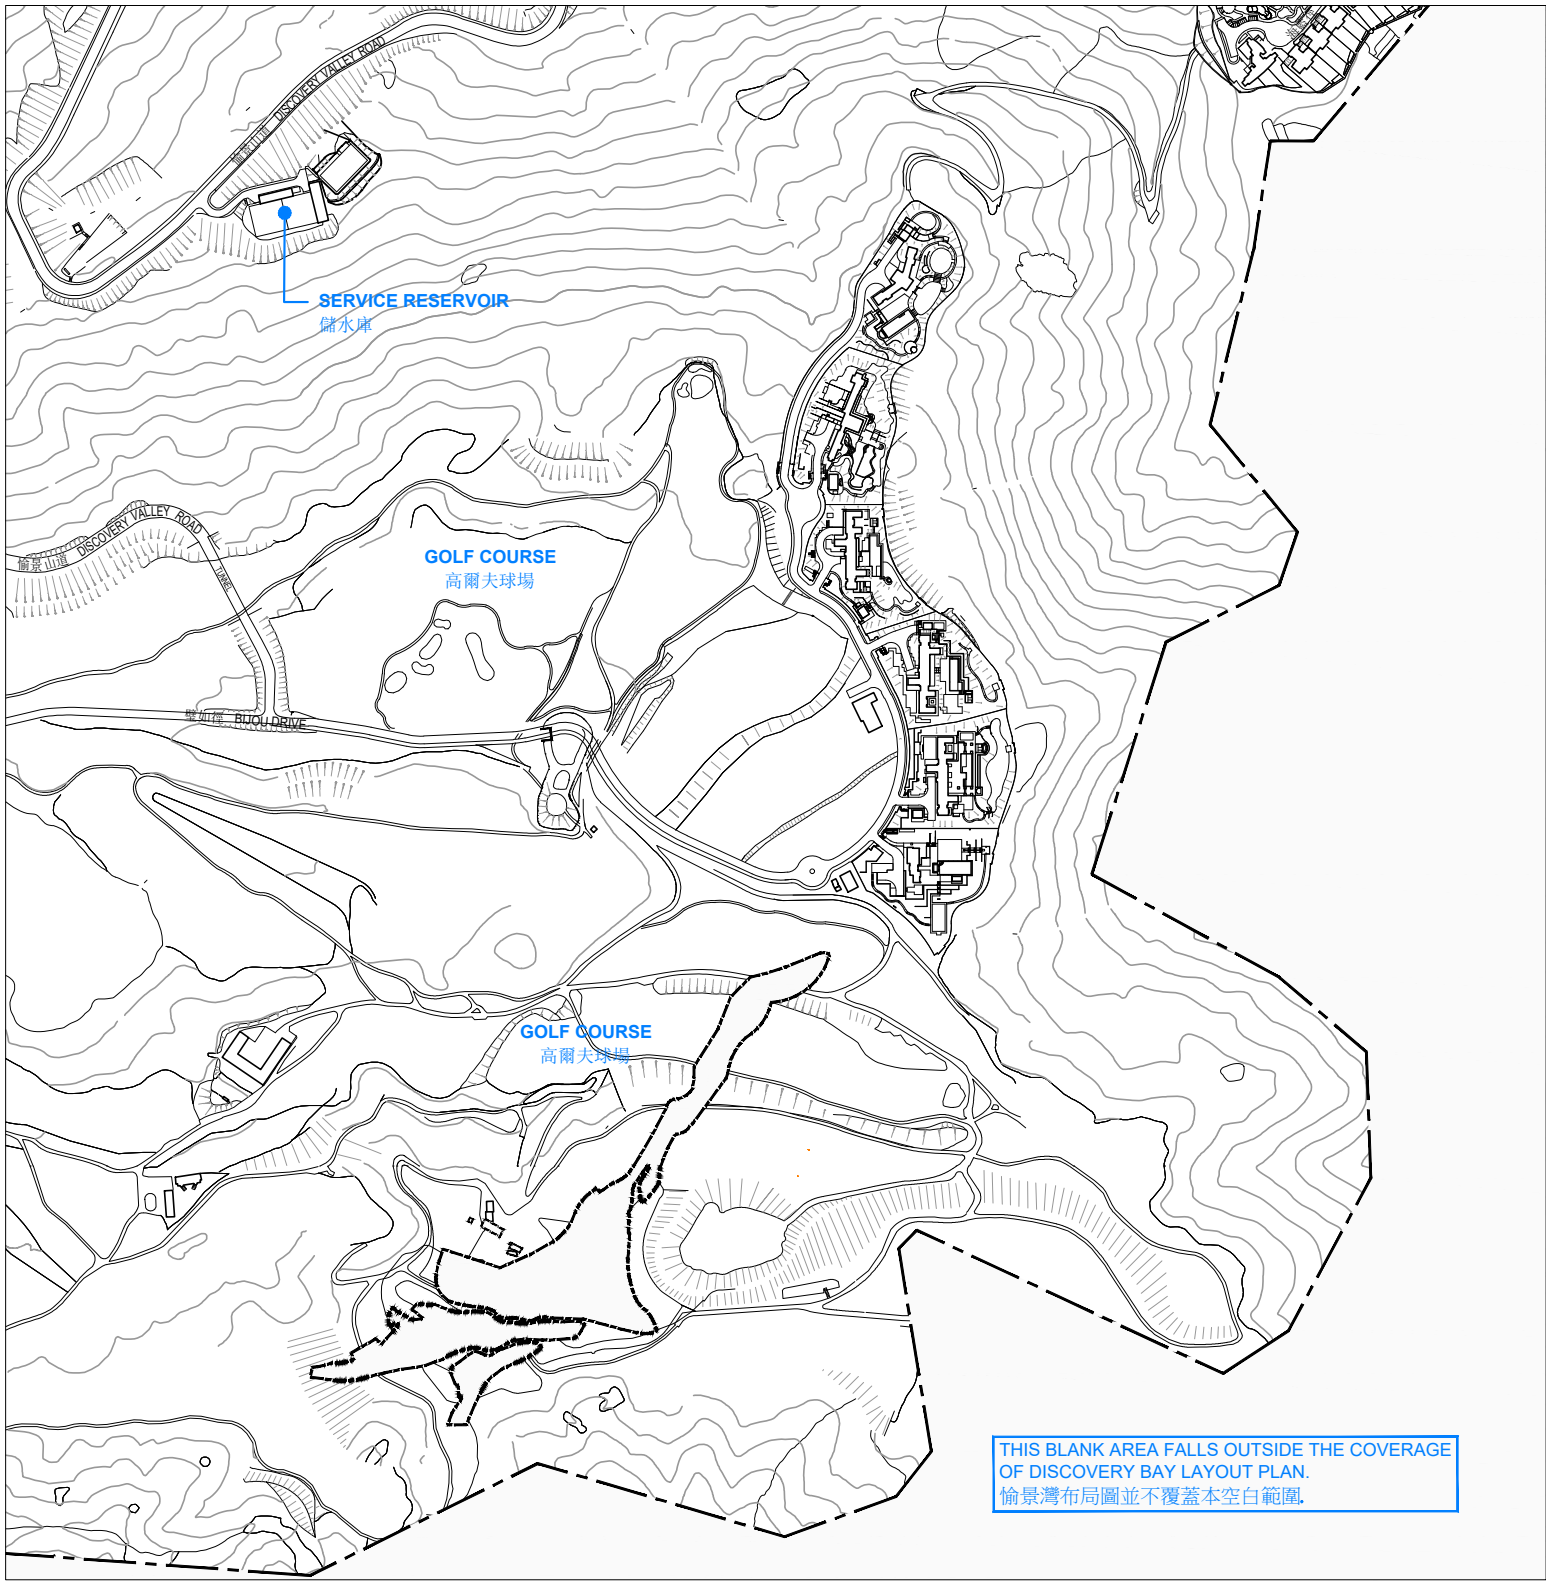 愉景山道 DISCOVERY VALLEY ROAD
SERVICE RESERVOIR
儲水庫
愉景山道 DISCOVERY VALLEY ROAD
TUNNEL
GOLF COURSE
高爾夫球場
璧如徑 BIJOU DRIVE
GOLF COURSE
高爾夫球場
THIS BLANK AREA FALLS OUTSIDE THE COVERAGE
OF DISCOVERY BAY LAYOUT PLAN.
愉景灣布局圖並不覆蓋本空白範圍.